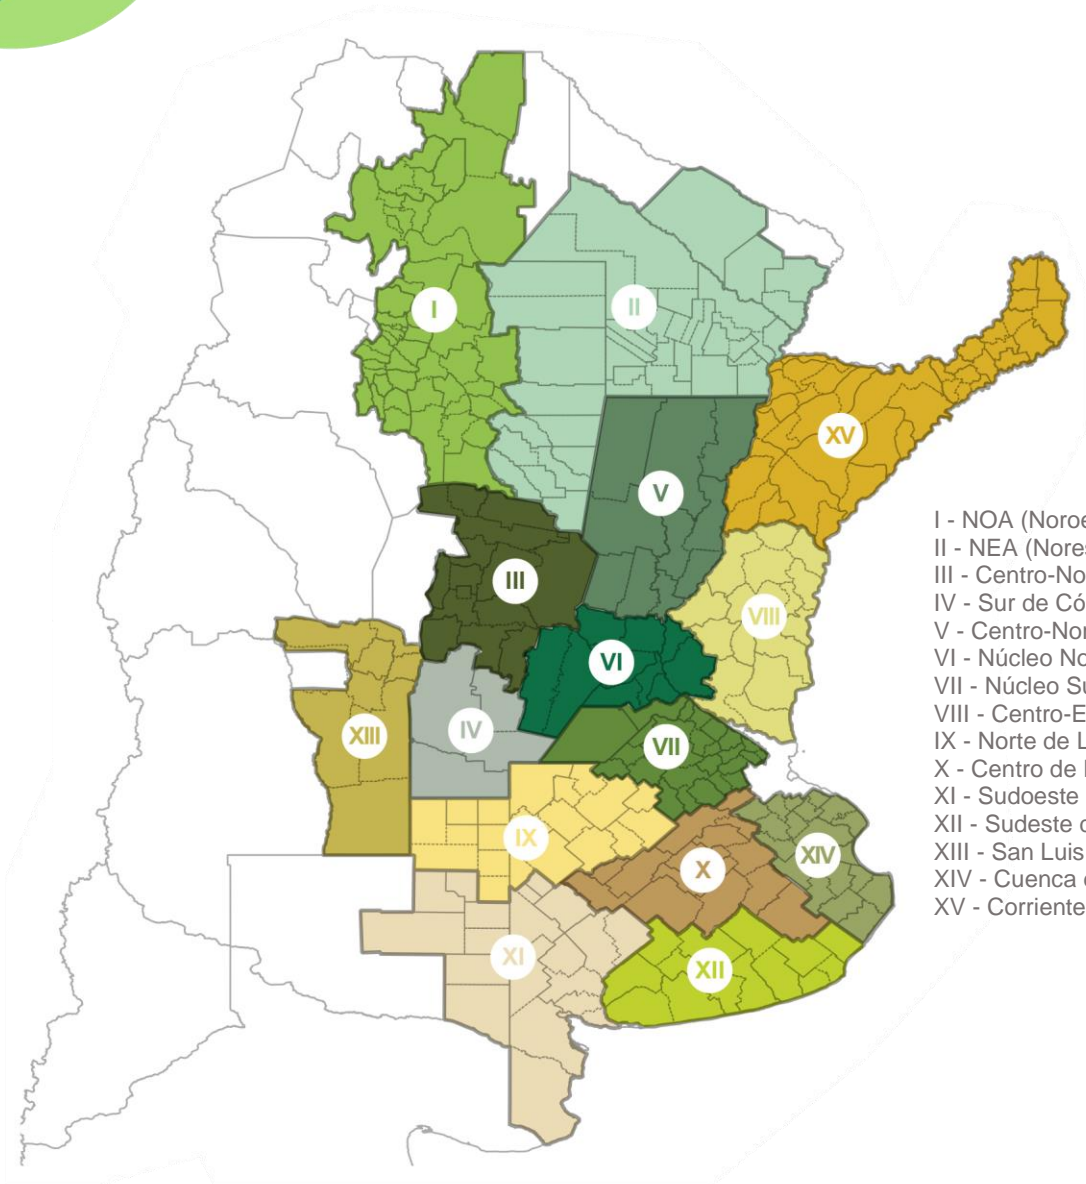 I
II
XV
V
III
VIII
VI
XIII
IV
VII
IX
XIV
X
XI
XII
I - NOA (Noroe
II - NEA (Nores
III - Centro-No
IV - Sur de Có
V - Centro-Nor
VI - Núcleo No
VII - Núcleo Su
VIII - Centro-E
IX - Norte de L
X - Centro de
XI - Sudoeste
XII - Sudeste
XIII - San Luis
XIV - Cuenca
XV - Corriente